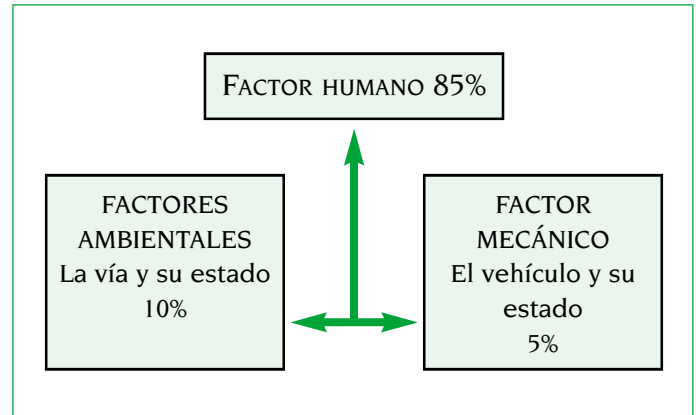 FACTOR HUMANO 85%
FACTORES
AMBIENTALES
La vía y su estado
10%
FACTOR
MECÁNICO
El vehículo y su
estado
5%